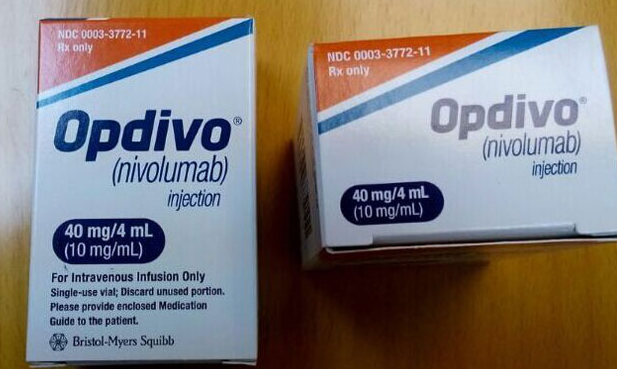 NDC 0003-3772-11
Rx only
Opdivo®
(nivolumab)
injection
40 mg/4 mL
(10 mg/mL)
For Intravenous Infusion Only
Single-use vial; Discard unused portion.
Please provide enclosed Medication
Guide to the patient.
Bristol-Myers Squibb
NDC 0003-3772-11
Rx only
Opdivo®
(nivolumab)
injection
40 mg/4 mL
(10 mg/mL)